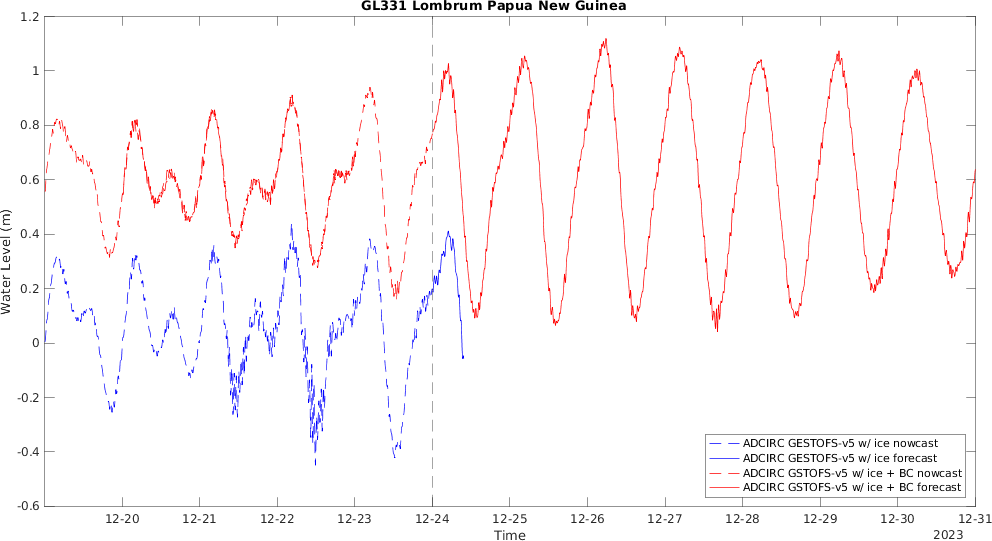 GL331 Lombrum Papua New Guinea
Water Level (m)
1.2
1
0.8
0.6
0.4
0.2
0
-0.2
-0.4
-0.6
ADCIRC GESTOFS-v5 w/ ice nowcast
ADCIRC GESTOFS-v5 w/ ice forecast
ADCIRC GSTOFS-v5 w/ ice + BC nowcast
ADCIRC GSTOFS-v5 w/ ice + BC forecast
12-20 12-21 12-22 12-23 12-24 12-25 12-26 12-27 12-28 12-29 12-30 12-31
Time
2023